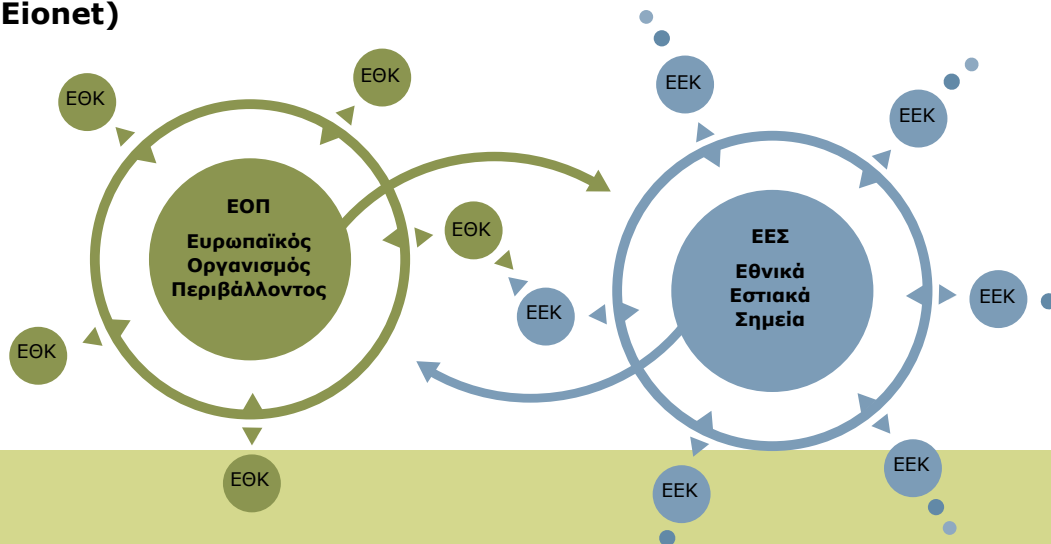 Eionet)
ΕΘΚ
ΕΘΚ
ΕΘΚ
ΕΘΚ
ΕΘΚ
ΕΟΠ
Ευρωπαϊκός
Οργανισμός
Περιβάλλοντος
ΕΕΚ
ΕΕΚ
ΕΕΚ
ΕΕΚ
ΕΕΚ
ΕΕΚ
ΕΕΣ
Εθνικά
Εστιακά
Σημεία